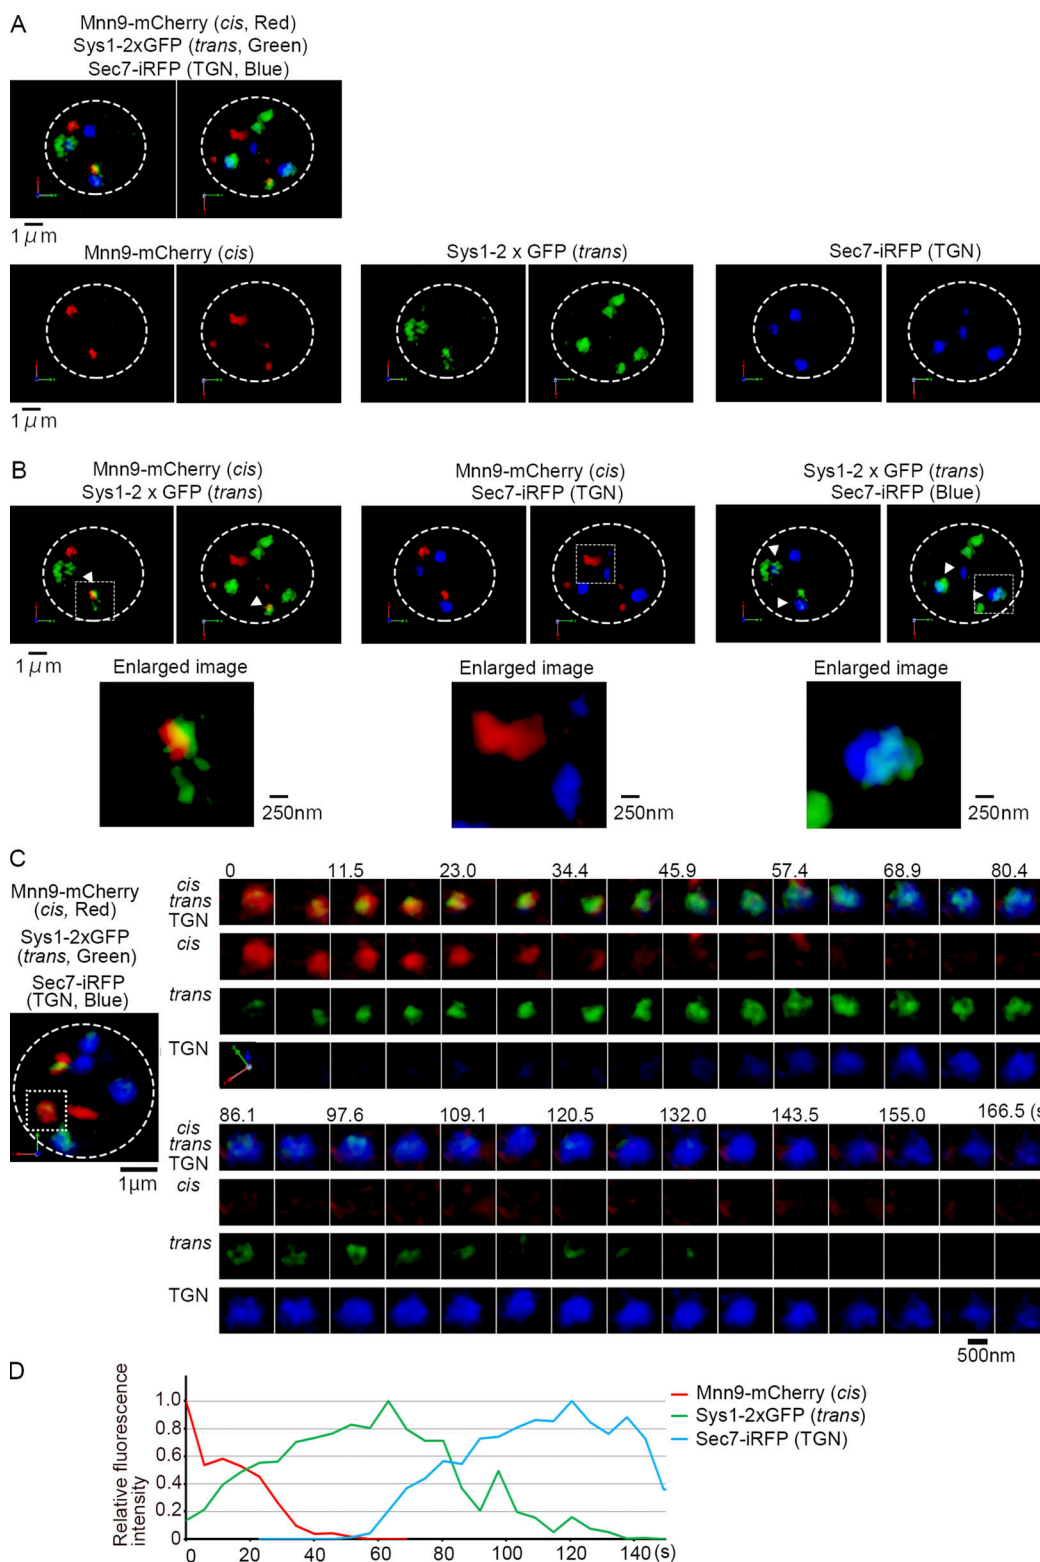 A
Mnn9-mCherry (cis, Red)
Sys1-2xGFP (trans, Green)
Sec7-iRFP (TGN, Blue)
1 μm
Mnn9-mCherry (cis)
Sys1-2 x GFP (trans)
Sec7-iRFP (TGN)
1 μm
B
Mnn9-mCherry (cis)
Sys1-2 x GFP (trans)
Mnn9-mCherry (cis)
Sec7-iRFP (TGN)
Sys1-2 x GFP (trans)
Sec7-iRFP (Blue)
1 μm
Enlarged image
Enlarged image
Enlarged image
250nm
250nm
250nm
C
Mnn9-mCherry
(cis, Red)
Sys1-2xGFP
(trans, Green)
Sec7-iRFP
(TGN, Blue)
1μm
0 11.5 23.0 34.4 45.9 57.4 68.9 80.4
cis
trans
TGN
cis
trans
TGN
86.1 97.6 109.1 120.5 132.0 143.5 155.0 166.5 (s
cis
trans
TGN
cis
trans
TGN
500nm
D
Relative fluorescence
intensity
1.0
0.8
0.6
0.4
0.2
0
0 20 40 60 80 100 120 140 (s)
Mnn9-mCherry (cis)
Sys1-2xGFP (trans)
Sec7-iRFP (TGN)